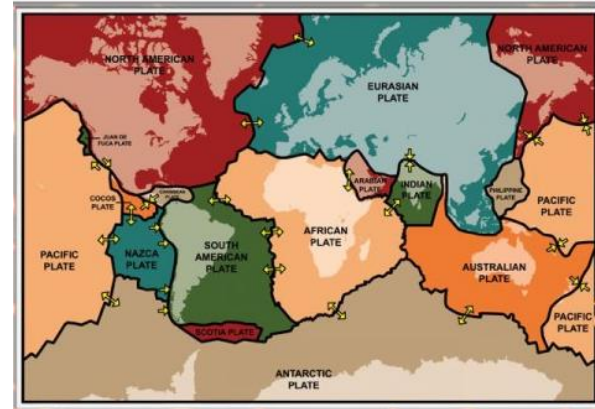 NORTH AMERICAN
PLATE
NORTH AMERICAN
PLATE
EURASIAN
PLATE
JUAN DE
FUCA PLATE
CARIBBEAN
PLATE
ARABIAN
PLATE
INDIAN
PLATE
PHILIPPINE
PLATE
COCOS
PLATE
PACIFIC
PLATE
NAZCA
PLATE
SOUTH
AMERICAN
PLATE
AFRICAN
PLATE
PACIFIC
PLATE
AUSTRALIAN
PLATE
PACIFIC
PLATE
SCOTIA PLATE
ANTARCTIC
PLATE